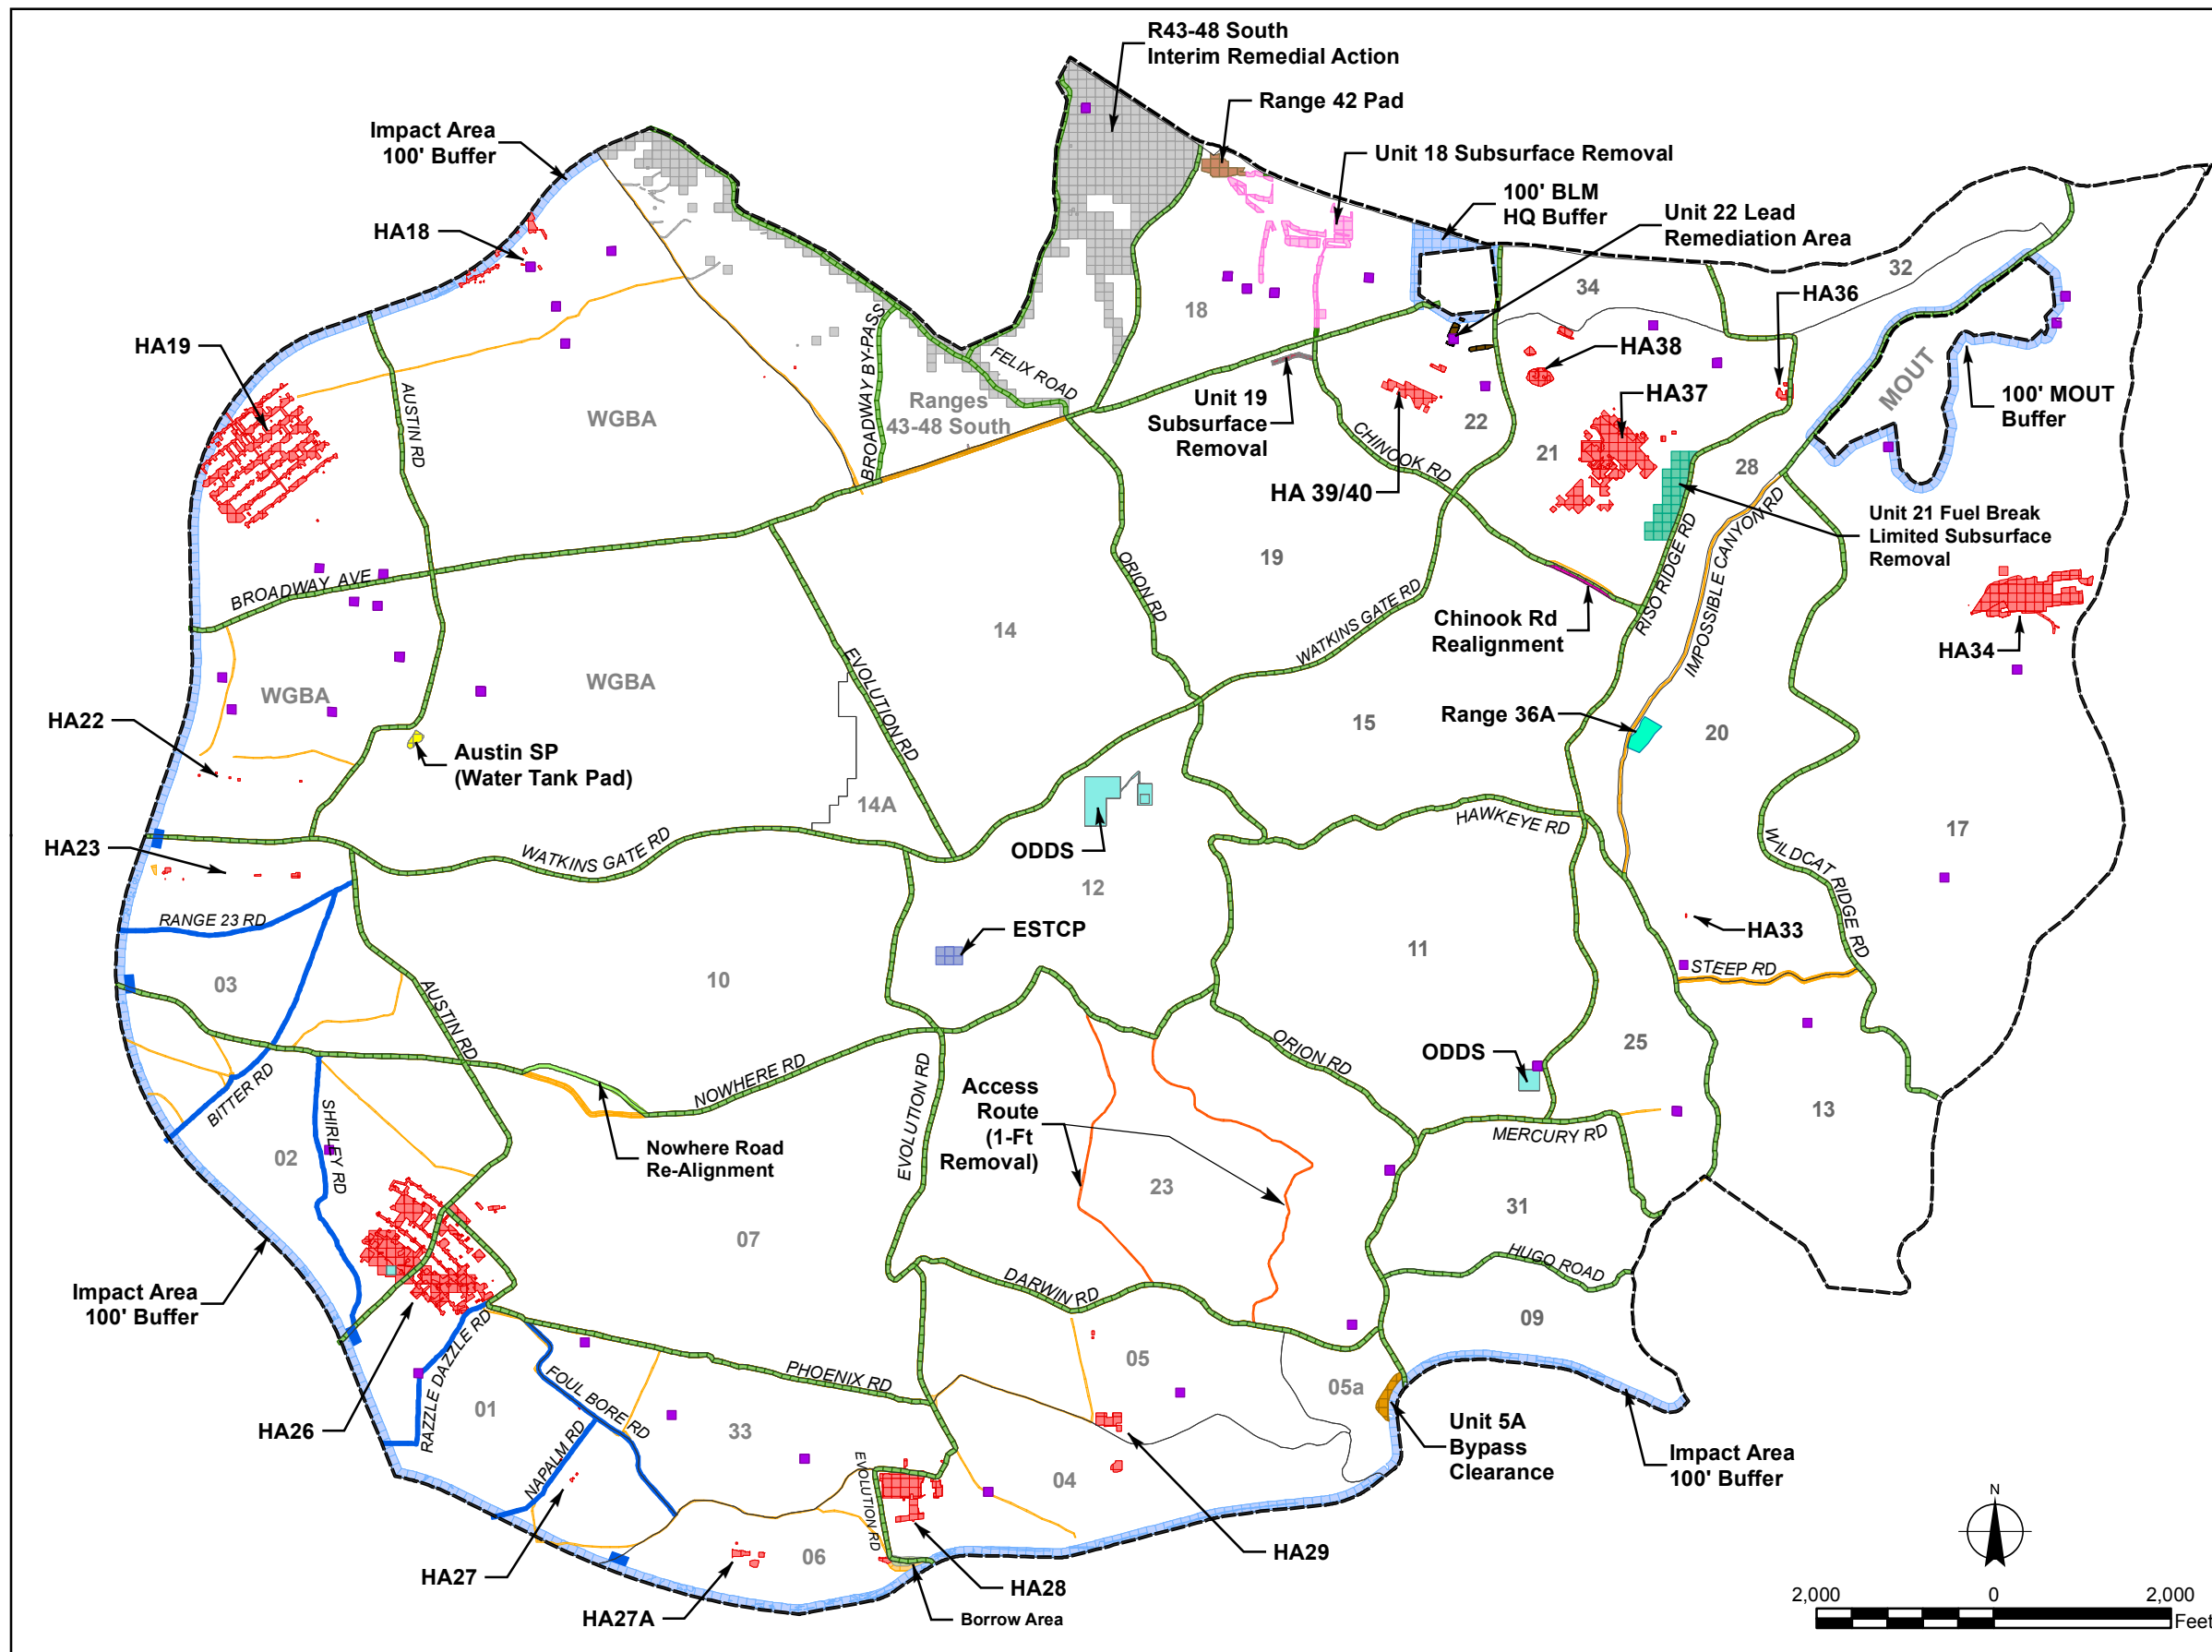 R43-48 South
Interim Remedial Action
Range 42 Pad
Impact Area
100' Buffer
Unit 18 Subsurface Removal
100' BLM
HQ Buffer
Unit 22 Lead
Remediation Area
HA18
32
34
HA36
18
HA19
BROADWAY BY-PASS
FELIX ROAD
HA38
MOUT
100' MOUT
Buffer
AUSTIN RD
WGBA
Ranges
43-48 South
Unit 19
Subsurface
Removal
22
HA37
CHINOOK RD
21
28
HA 39/40
Unit 21 Fuel Break
Limited Subsurface
Removal
BROADWAY AVE
ORION RD
19
RISO RIDGE RD
IMPOSSIBLE CANYON RD
14
WATKINS GATE RD
Chinook Rd
Realignment
HA34
WGBA
WGBA
EVOLUTION RD
HA22
15
Range 36A
20
Austin SP
(Water Tank Pad)
14A
HAWKEYE RD
17
HA23
WATKINS GATE RD
ODDS
12
WILDCAT RIDGE RD
RANGE 23 RD
ESTCP
HA33
11
STEEP RD
03
10
AUSTIN RD
ORION RD
ODDS
25
BITTER RD
NOWHERE RD
EVOLUTION RD
Access
Route
(1-Ft
Removal)
13
SHIRLEY RD
MERCURY RD
02
Nowhere Road
Re-Alignment
23
31
07
HUGO ROAD
Impact Area
100' Buffer
DARWIN RD
09
RAZZLE DAZZLE RD
PHOENIX RD
05
05a
01
FOUL BORE RD
HA26
33
Unit 5A
Bypass
Clearance
Impact Area
100' Buffer
NAPALM RD
EVOLUTION RD
04
HA29
06
HA27
HA28
HA27A
Borrow Area
N
2,000
0
2,000
Feet